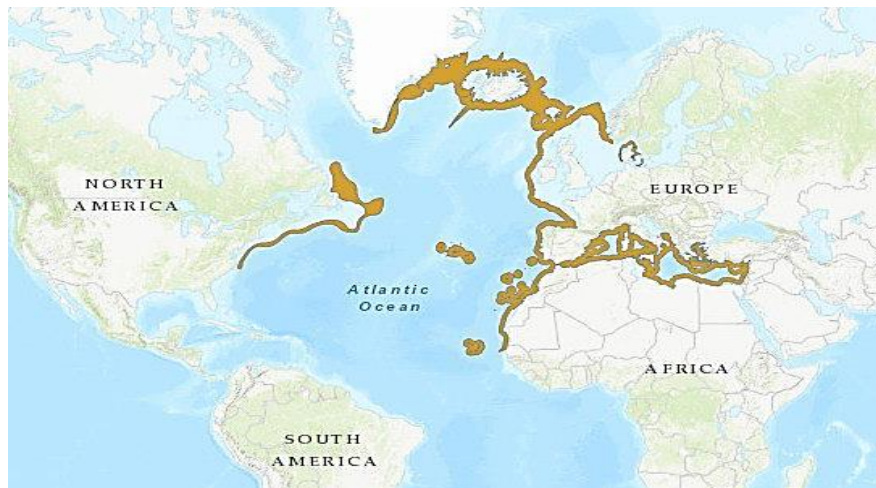 NORTH
AMERICA
EUROPE
Atlantic
Ocean
AFRICA
SOUTH
AMERICA